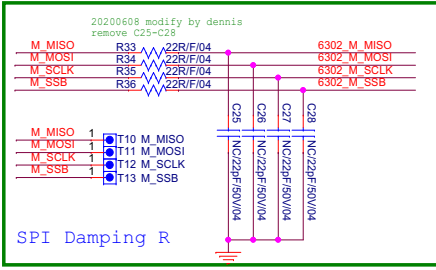 20200608 modify by dennis
remove C25-C28
M_MISO R33 22R/F/04 6302_M_MISO
M_MOSI R34 22R/F/04 6302_M_MOSI
M_SCLK R35 22R/F/04 6302_M_SCLK
M_SSB R36 22R/F/04 6302_M_SSB
C25 NC/22pF/50V/04
C26 NC/22pF/50V/04
C27 NC/22pF/50V/04
C28 NC/22pF/50V/04
M_MISO 1 T10 M_MISO
M_MOSI 1 T11 M_MOSI
M_SCLK 1 T12 M_SCLK
M_SSB 1 T13 M_SSB
SPI Damping R